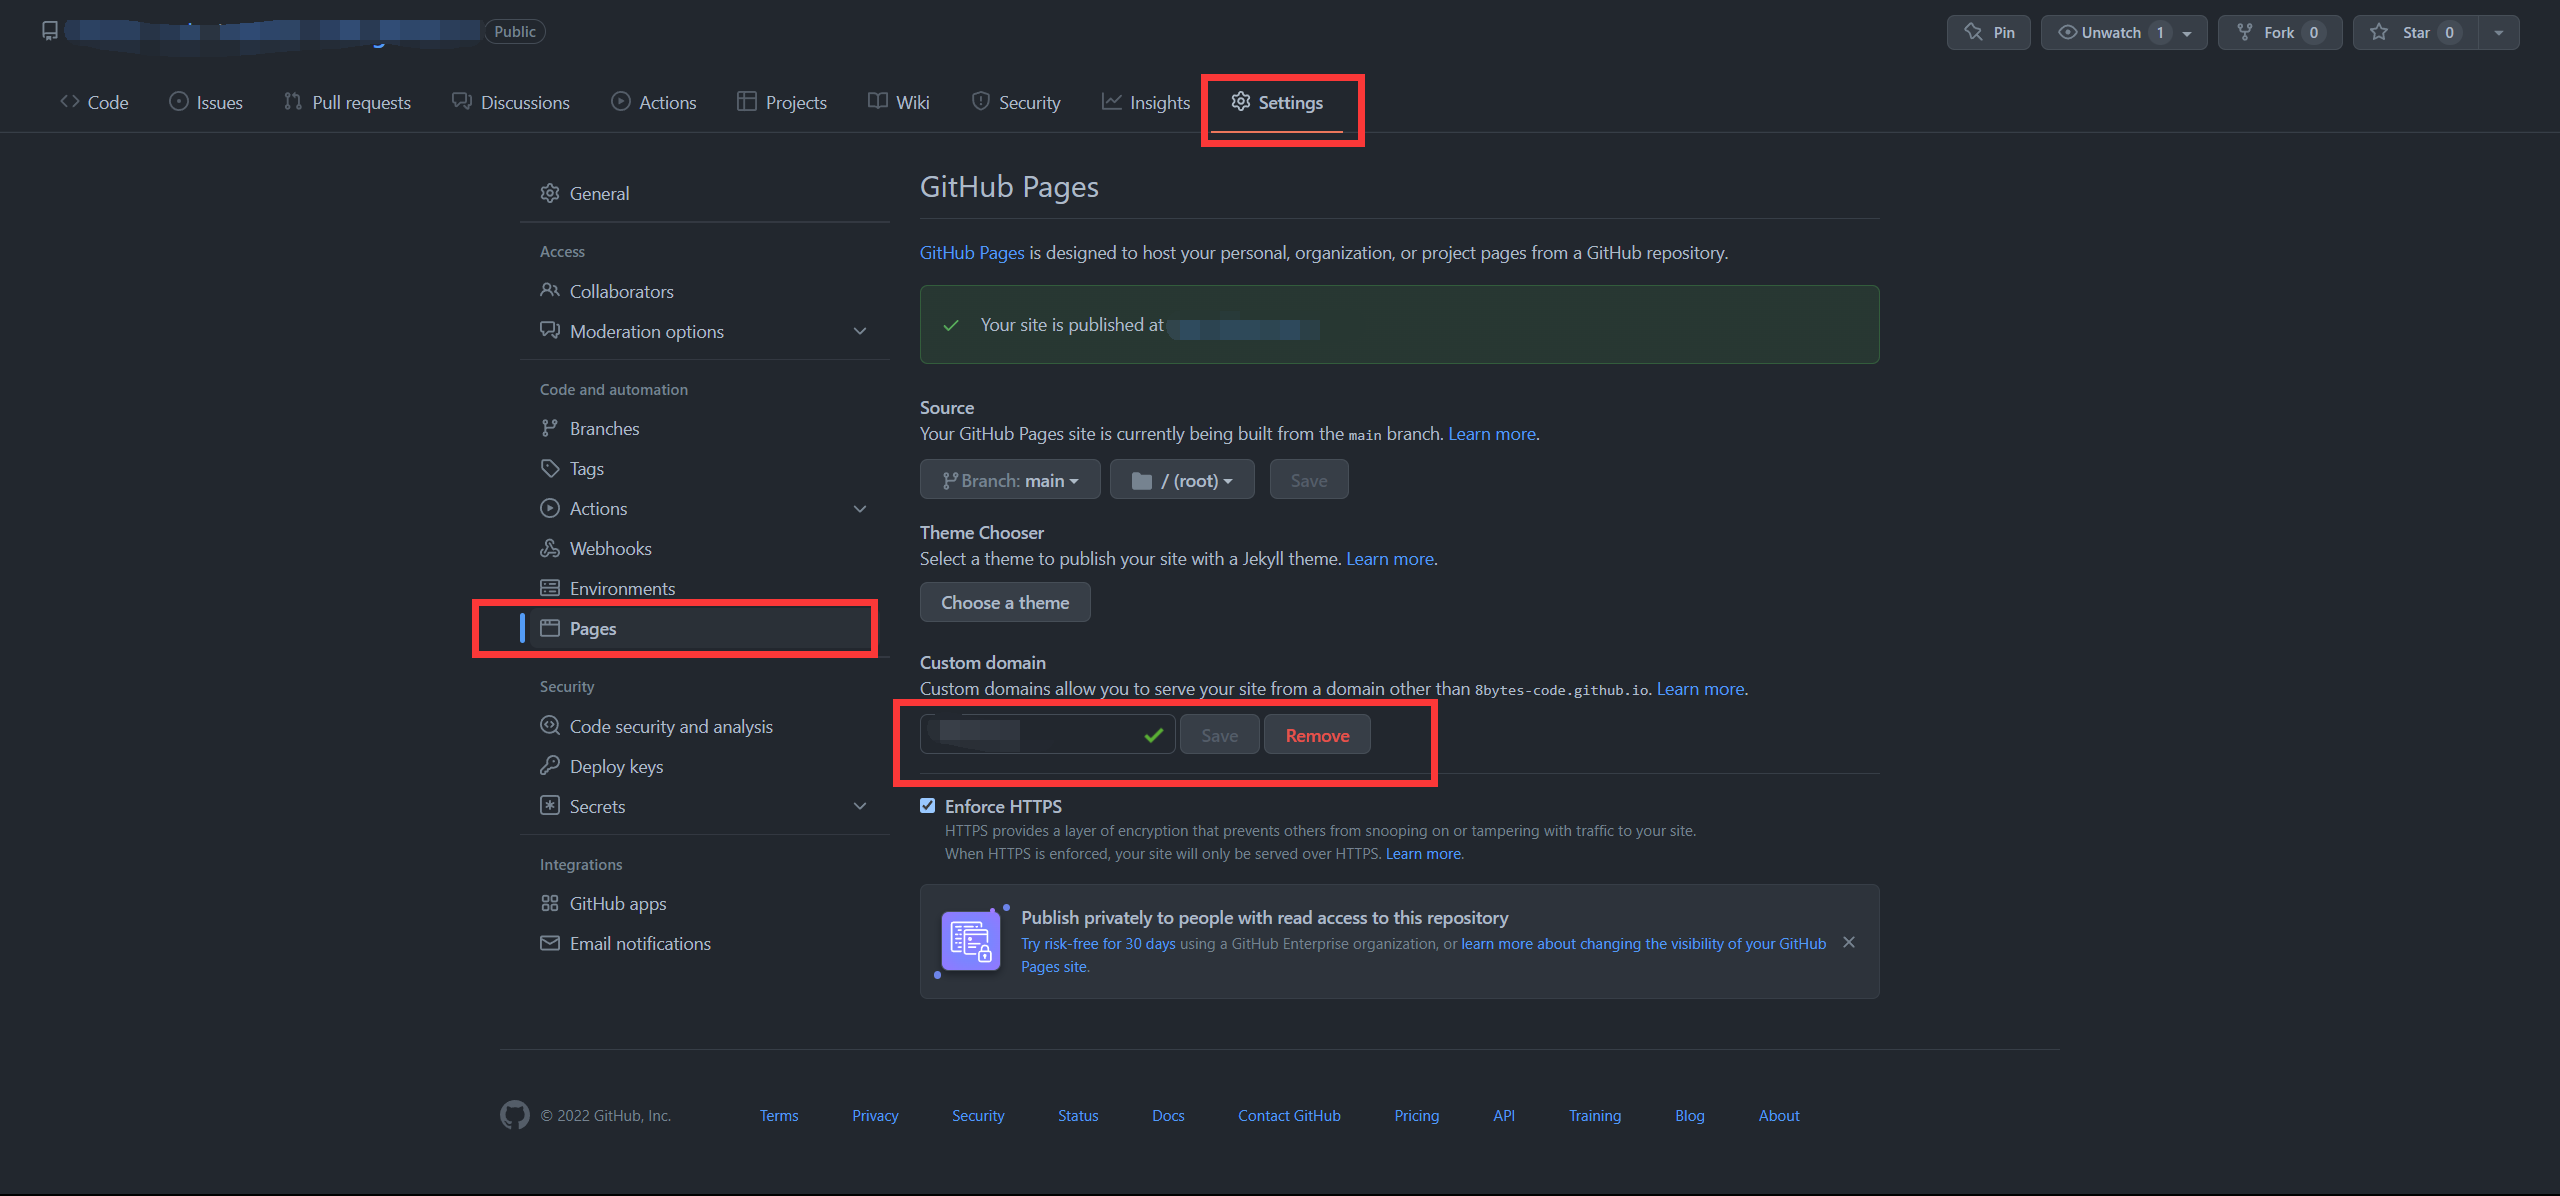 Public
Pin
Unwatch 1
Fork 0
Star 0
Code
Issues
Pull requests
Discussions
Actions
Projects
Wiki
Security
Insights
Settings
General
Access
Collaborators
Moderation options
Code and automation
Branches
Tags
Actions
Webhooks
Environments
Pages
Security
Code security and analysis
Deploy keys
Secrets
Integrations
GitHub apps
Email notifications
GitHub Pages
GitHub Pages is designed to host your personal, organization, or project pages from a GitHub repository.
Your site is published at
Source
Your GitHub Pages site is currently being built from the main branch. Learn more.
Branch: main
/ (root)
Save
Theme Chooser
Select a theme to publish your site with a Jekyll theme. Learn more.
Choose a theme
Custom domain
Custom domains allow you to serve your site from a domain other than 8bytes-code.github.io. Learn more.
Save
Remove
Enforce HTTPS
HTTPS provides a layer of encryption that prevents others from snooping on or tampering with traffic to your site.
When HTTPS is enforced, your site will only be served over HTTPS. Learn more.
Publish privately to people with read access to this repository
Try risk-free for 30 days using a GitHub Enterprise organization, or learn more about changing the visibility of your GitHub
Pages site.
© 2022 GitHub, Inc.
Terms
Privacy
Security
Status
Docs
Contact GitHub
Pricing
API
Training
Blog
About